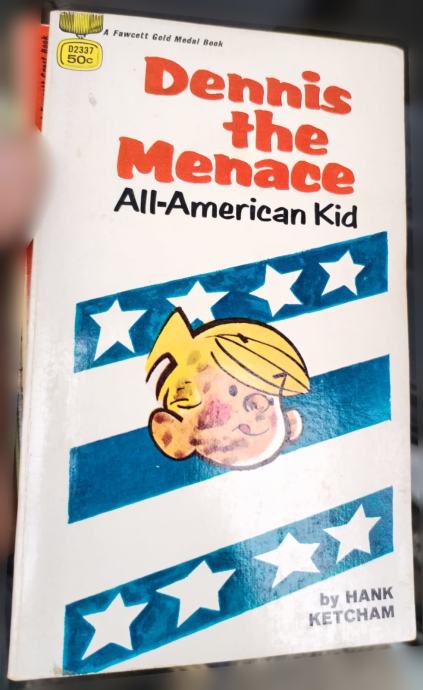 A Fawcett Gold Medal Book
D2337
50c
Dennis
the
Menace
All-American Kid
by HANK
KETCHAM